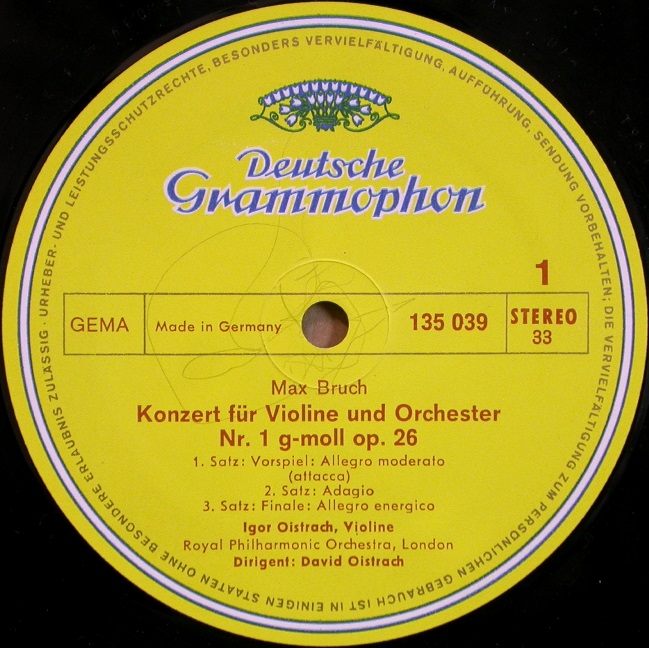 URHEBER- UND LEISTUNGSSCHUTZRECHTE, BESONDERS VERVIELFÄLTIGUNG, AUFFÜHRUNG, SENDUNG VORBEHALTEN; DIE VERVIELFÄLTIGUNG ZUM PERSÖNLICHEN GEBRAUCH IST IN EINIGEN STAATEN OHNE BESONDERE ERLAUBNIS ZULÄSSIG ·
Deutsche
Grammophon
1
GEMA
Made in Germany
135 039
STEREO
33
Max Bruch
Konzert für Violine und Orchester
Nr. 1 g-moll op. 26
1. Satz: Vorspiel: Allegro moderato
(attacca)
2. Satz: Adagio
3. Satz: Finale: Allegro energico
Igor Oistrach, Violine
Royal Philharmonic Orchestra, London
Dirigent: David Oistrach